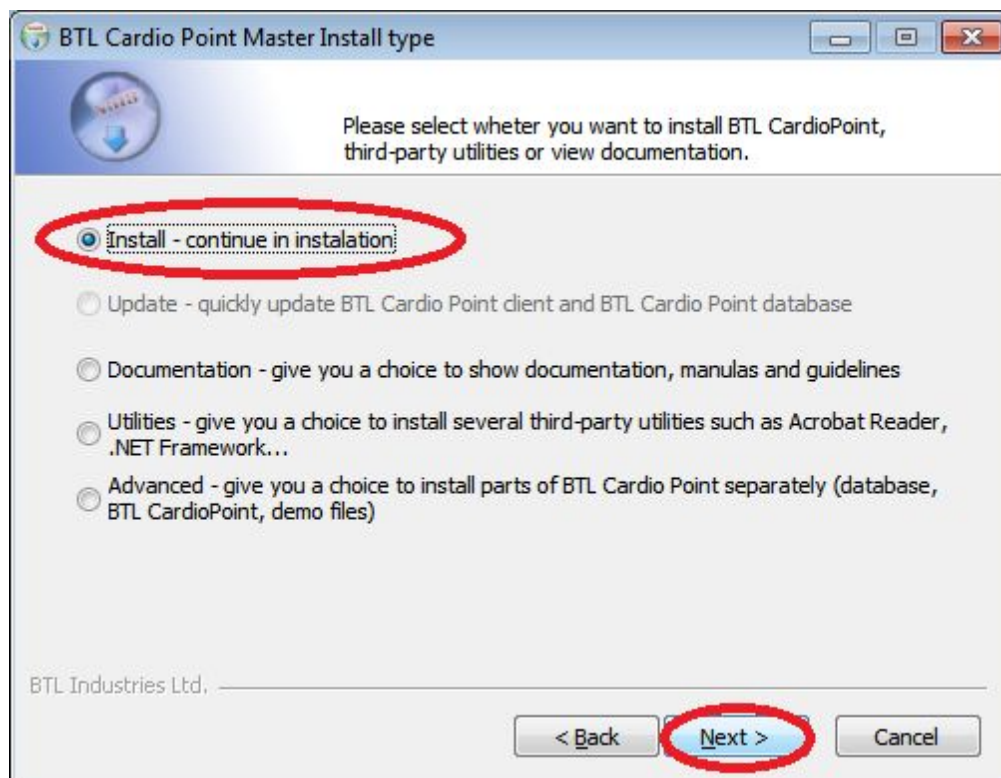 BTL Cardio Point Master Install type
Please select wheter you want to install BTL CardioPoint,
third-party utilities or view documentation.
Install - continue in instalation
Update - quickly update BTL Cardio Point client and BTL Cardio Point database
Documentation - give you a choice to show documentation, manulas and guidelines
Utilities - give you a choice to install several third-party utilities such as Acrobat Reader,
.NET Framework...
Advanced - give you a choice to install parts of BTL Cardio Point separately (database,
BTL CardioPoint, demo files)
BTL Industries Ltd.
< Back Next > Cancel